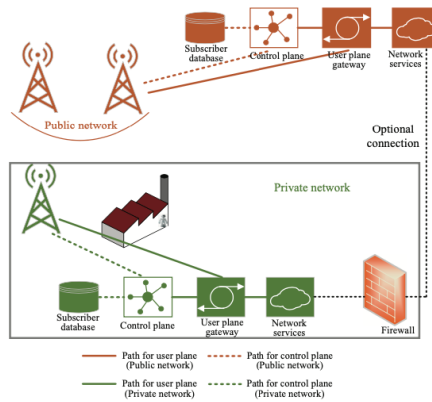 Subscriber
database
Control plane
User plane
gateway
Network
services
Public network
Optional
connection
Private network
Subscriber
database
Control plane
User plane
gateway
Network
services
Firewall
Path for user plane
(Public network)
Path for control plane
(Public network)
Path for user plane
(Private network)
Path for control plane
(Private network)